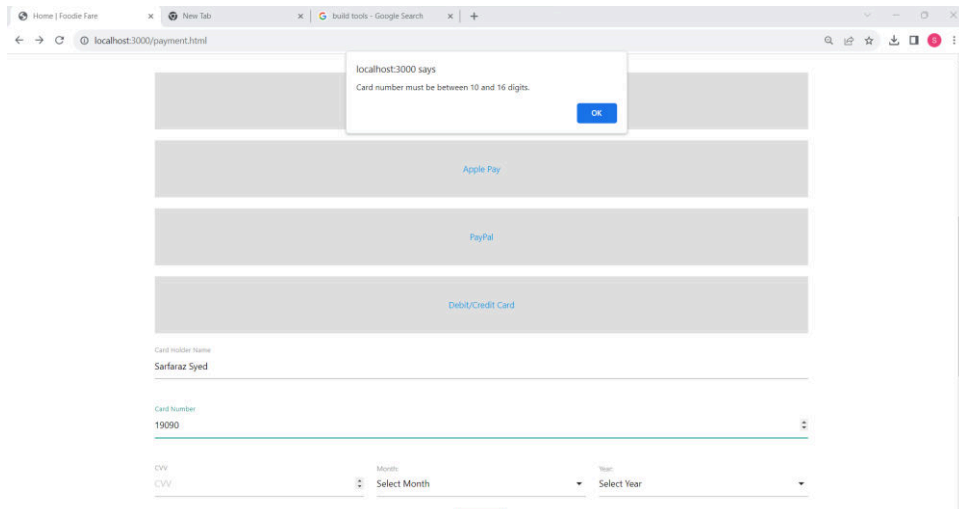 Home | Foodie Fare
New Tab
build tools - Google Search
localhost:3000/payment.html
S
localhost:3000 says
Card number must be between 10 and 16 digits.
OK
Apple Pay
PayPal
Debit/Credit Card
Card Holder Name
Sarfaraz Syed
Card Number
19090
CVV Month: Year:
CVV Select Month Select Year